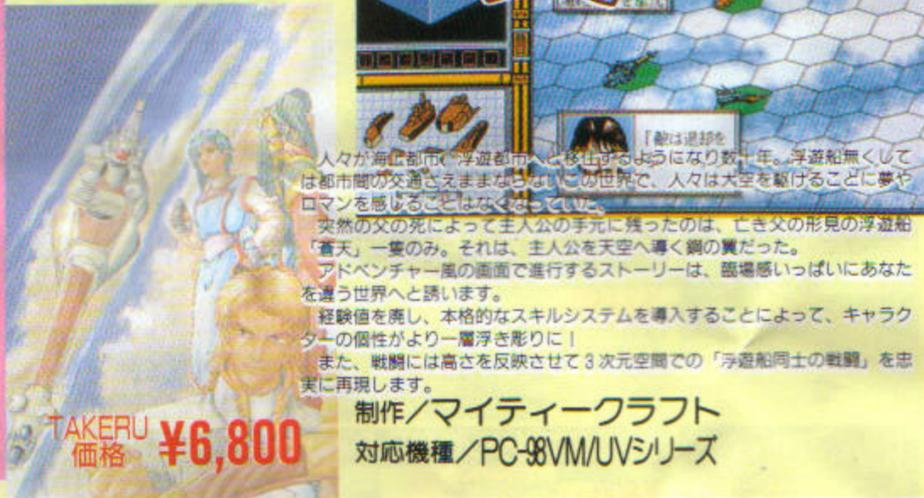 『敵は退却を
人々が海上都市、浮遊都市へと移住するようになり数十年。浮遊船無くして
は都市間の交通さえままならないこの世界で、人々は大空を駆けることに夢や
ロマンを感じることはなくなっていた。
突然の父の死によって主人公の手元に残ったのは、亡き父の形見の浮遊船
「蒼天」一隻のみ。それは、主人公を天空へ導く鋼の翼だった。
アドベンチャー風の画面で進行するストーリーは、臨場感いっぱいにあなた
を違う世界へと誘います。
経験値を廃し、本格的なスキルシステムを導入することによって、キャラク
ターの個性がより一層浮き彫りに!
また、戦闘には高さを反映させて3次元空間での「浮遊船同士の戦闘」を忠
実に再現します。
制作/マイティークラフト
対応機種/PC-98VM/UVシリーズ
TAKERU
価格 ¥6,800